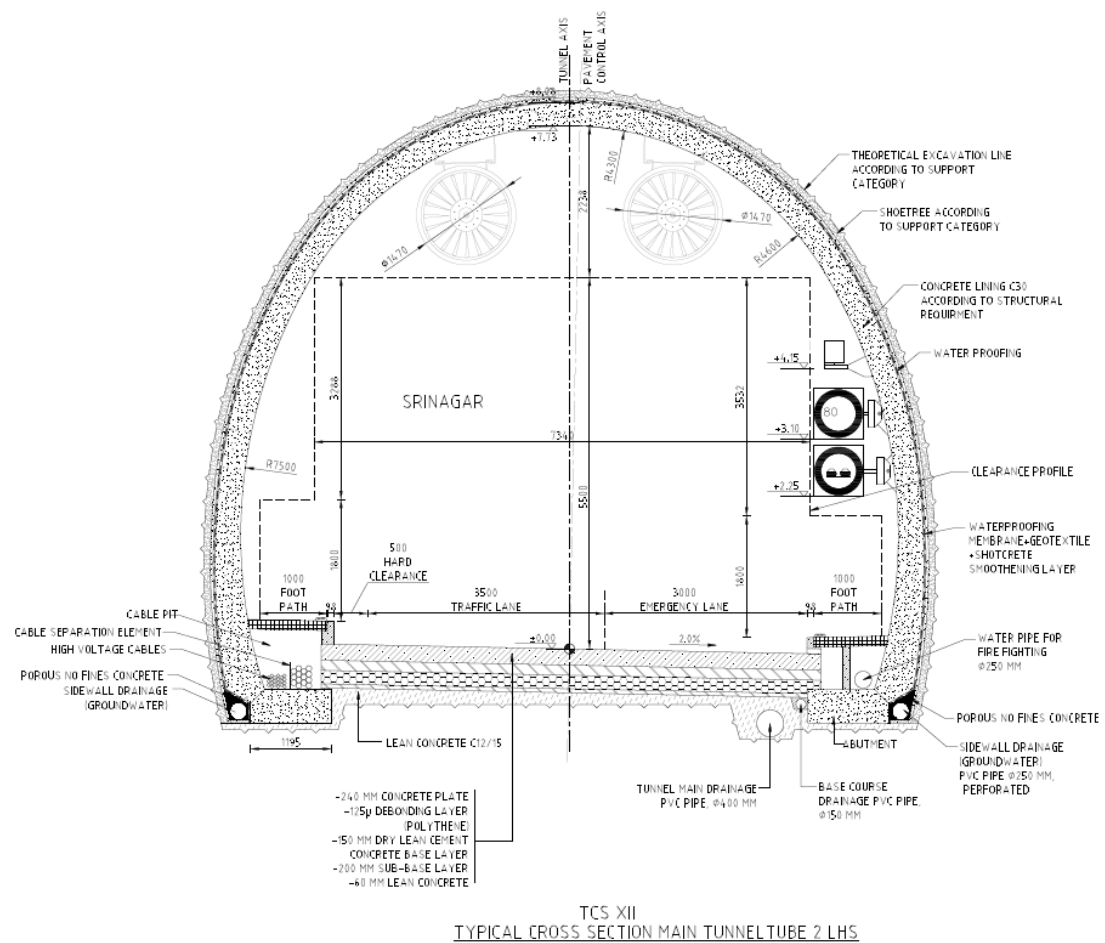 TUNNEL AXIS
PAVEMENT
CONTROL AXIS
+8.08
+7.73
R4300
2238
Ø1470
Ø1470
R4600
THEORETICAL EXCAVATION LINE
ACCORDING TO SUPPORT
CATEGORY
SHOETREE ACCORDING
TO SUPPORT CATEGORY
CONCRETE LINING C30
ACCORDING TO STRUCTURAL
REQUIRMENT
WATER PROOFING
+4.15
3288
SRINAGAR
3532
80
+3.10
7340
R7500
CLEARANCE PROFILE
+2.25
5500
WATERPROOFING
MEMBRANE+GEOTEXTILE
+SHOTCRETE
SMOOTHENING LAYER
1800
500
HARD
CLEARANCE
1800
1000
FOOT
PATH
98
3500
TRAFFIC LANE
3000
EMERGENCY LANE
98
1000
FOOT
PATH
CABLE PIT
CABLE SEPARATION ELEMENT
HIGH VOLTAGE CABLES
POROUS NO FINES CONCRETE
SIDEWALL DRAINAGE
(GROUNDWATER)
±0.00
2.0%
WATER PIPE FOR
FIRE FIGHTING
Ø250 MM
POROUS NO FINES CONCRETE
1195
LEAN CONCRETE C12/15
ABUTMENT
SIDEWALL DRAINAGE
(GROUNDWATER)
PVC PIPE Ø250 MM,
PERFORATED
TUNNEL MAIN DRAINAGE
PVC PIPE, Ø400 MM
BASE COURSE
DRAINAGE PVC PIPE,
Ø150 MM
-240 MM CONCRETE PLATE
-125µ DEBONDING LAYER
(POLYTHENE)
-150 MM DRY LEAN CEMENT
CONCRETE BASE LAYER
-200 MM SUB-BASE LAYER
-60 MM LEAN CONCRETE
TCS XII
TYPICAL CROSS SECTION MAIN TUNNELTUBE 2 LHS